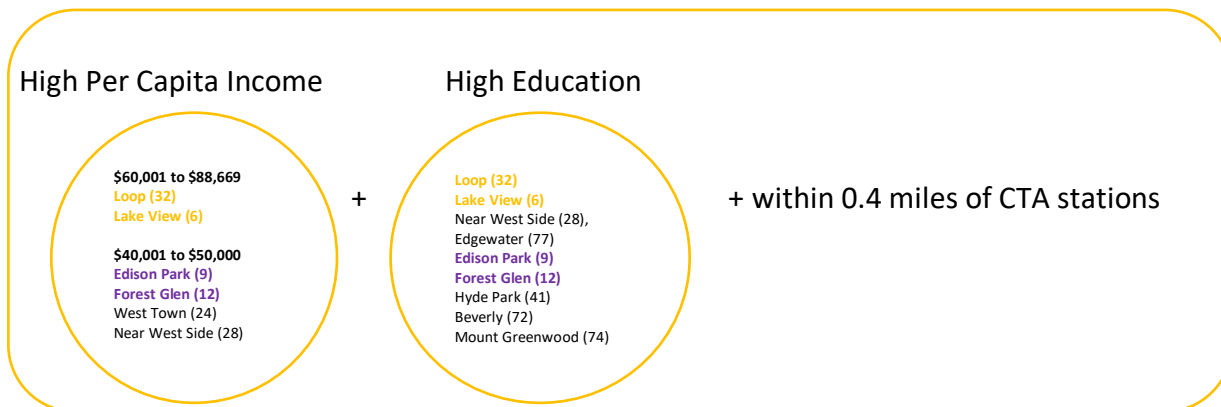 High Per Capita Income
High Education
$60,001 to $88,669
Loop (32)
Lake View (6)
$40,001 to $50,000
Edison Park (9)
Forest Glen (12)
West Town (24)
Near West Side (28)
+
Loop (32)
Lake View (6)
Near West Side (28),
Edgewater (77)
Edison Park (9)
Forest Glen (12)
Hyde Park (41)
Beverly (72)
Mount Greenwood (74)
+ within 0.4 miles of CTA stations